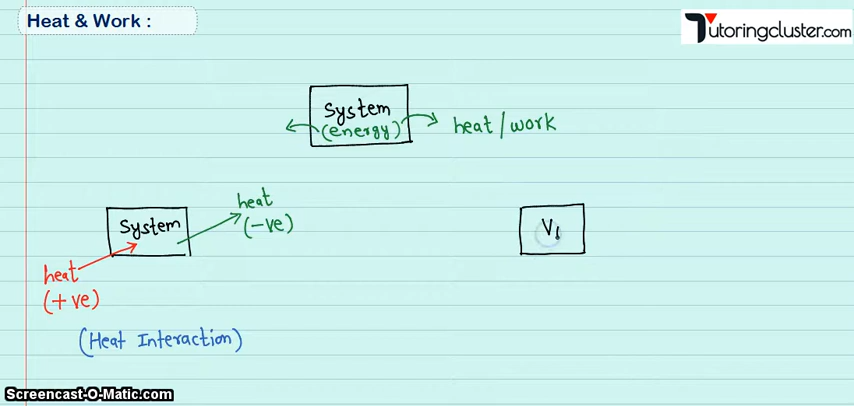 Heat & Work :
Tutoringcluster.com
System
(energy)
heat/work
System
heat
(-ve)
heat
(+ve)
(Heat Interaction)
V₁
Screencast-O-Matic.com